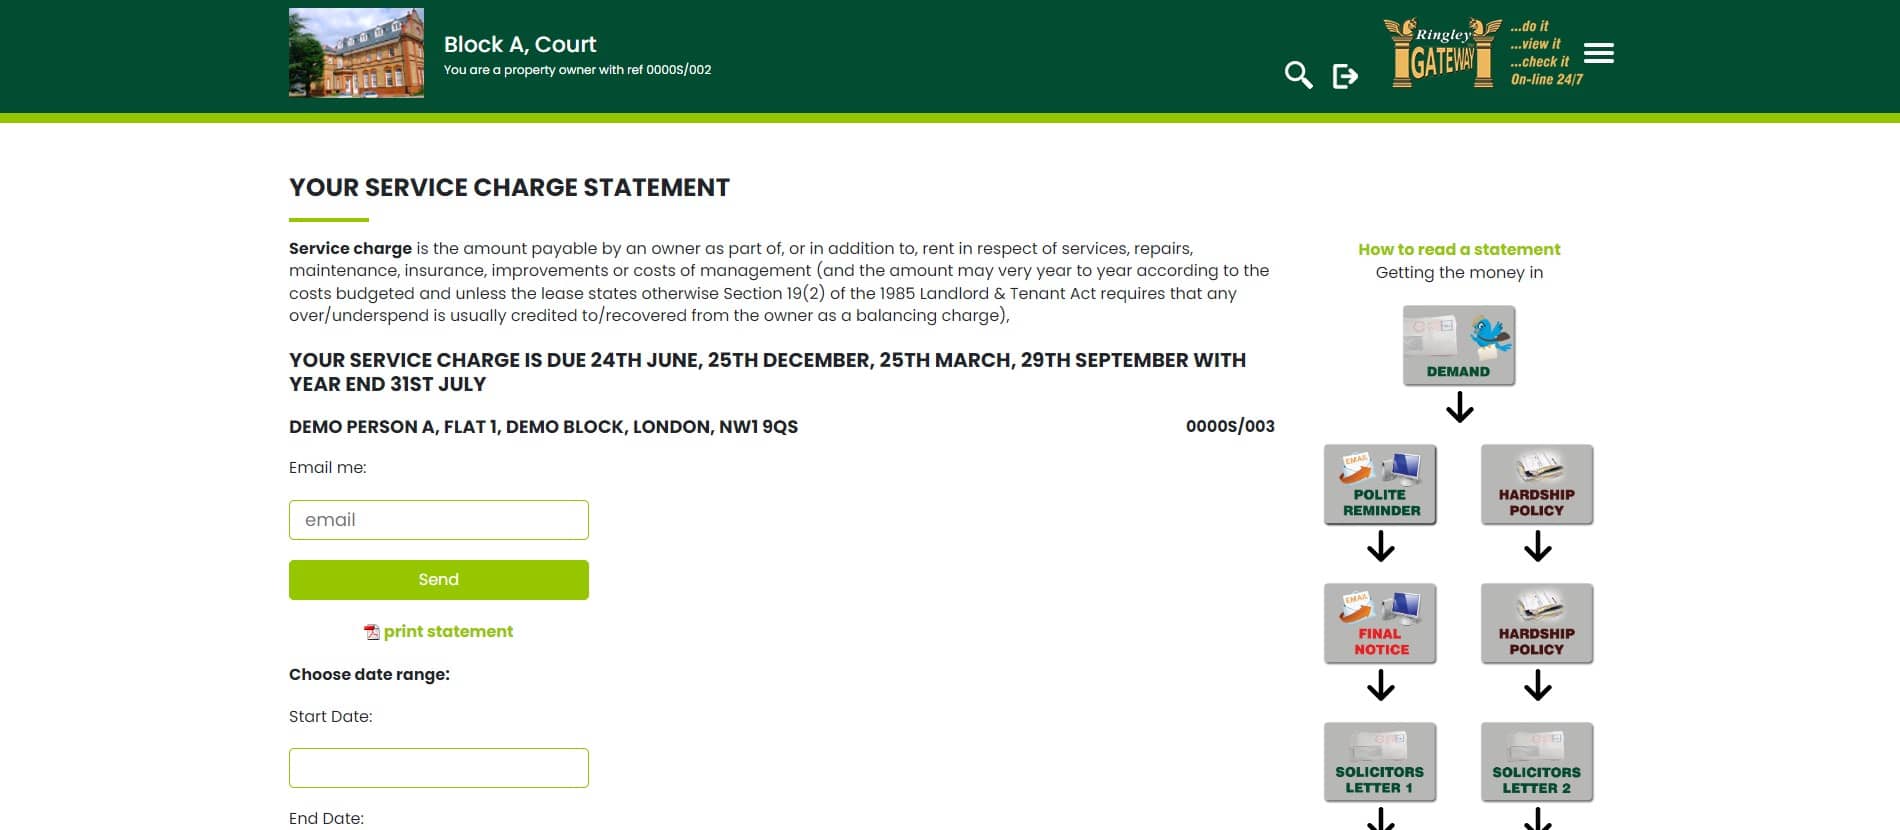 Block A, Court
You are a property owner with ref 0000S/002
Ringley
GATEWAY
...do it
...view it
...check it
On-line 24/7
YOUR SERVICE CHARGE STATEMENT
Service charge is the amount payable by an owner as part of, or in addition to, rent in respect of services, repairs,
maintenance, insurance, improvements or costs of management (and the amount may very year to year according to the
costs budgeted and unless the lease states otherwise Section 19(2) of the 1985 Landlord & Tenant Act requires that any
over/underspend is usually credited to/recovered from the owner as a balancing charge),
YOUR SERVICE CHARGE IS DUE 24TH JUNE, 25TH DECEMBER, 25TH MARCH, 29TH SEPTEMBER WITH
YEAR END 31ST JULY
DEMO PERSON A, FLAT 1, DEMO BLOCK, LONDON, NW1 9QS
0000S/003
Email me:
email
Send
print statement
Choose date range:
Start Date:
End Date:
How to read a statement
Getting the money in
DEMAND
EMAIL
POLITE
REMINDER
HARDSHIP
POLICY
EMAIL
FINAL
NOTICE
HARDSHIP
POLICY
SOLICITORS
LETTER 1
SOLICITORS
LETTER 2